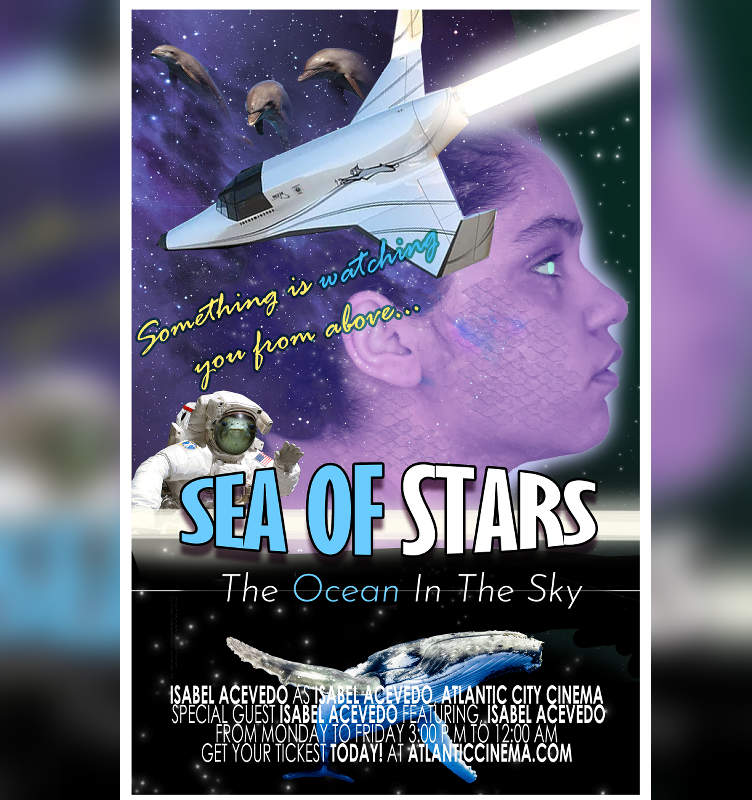 Something is watching
you from above...
SEA OF STARS
The Ocean In The Sky
ISABEL ACEVEDO AS ISABEL ACEVEDO, ATLANTIC CITY CINEMA
SPECIAL GUEST ISABEL ACEVEDO FEATURING, ISABEL ACEVEDO
FROM MONDAY TO FRIDAY 3:00 P.M TO 12:00 AM
GET YOUR TICKEST TODAY! AT ATLANTICCINEMA.COM